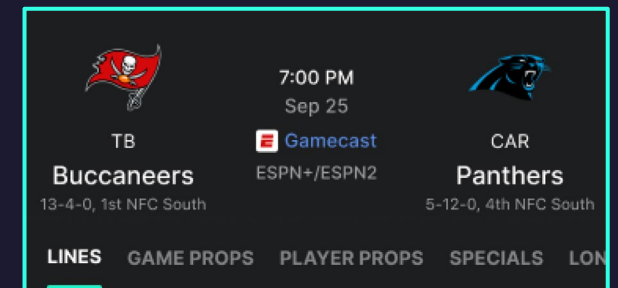 7:00 PM
Sep 25
TB
Gamecast
CAR
Buccaneers
ESPN+/ESPN2
Panthers
13-4-0, 1st NFC South
5-12-0, 4th NFC South
LINES
GAME PROPS
PLAYER PROPS
SPECIALS
LON